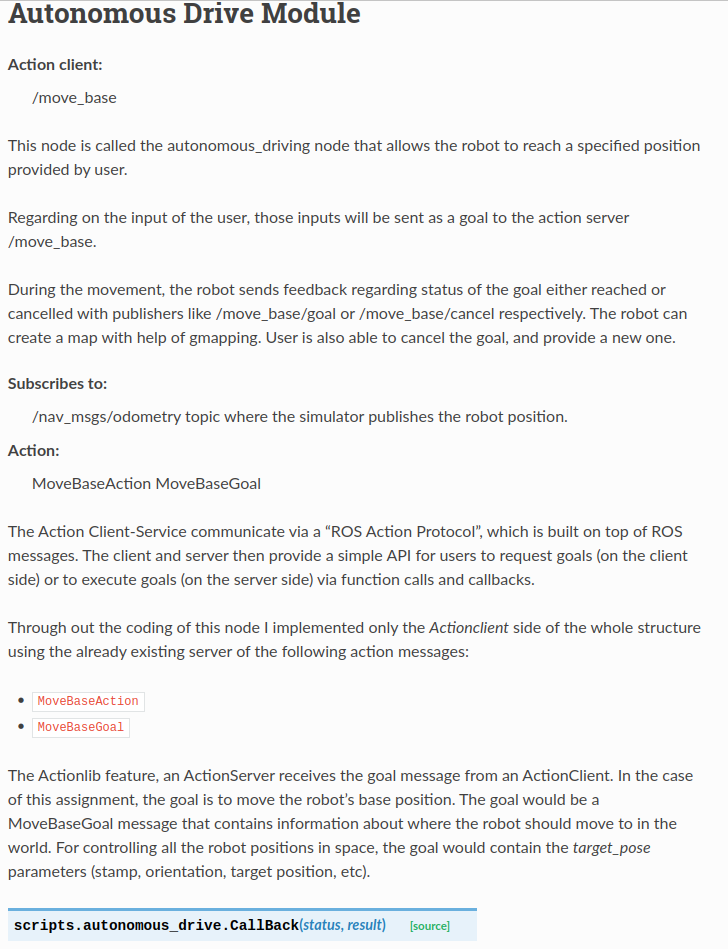 Autonomous Drive Module
Action client:
/move_base
This node is called the autonomous_driving node that allows the robot to reach a specified position
provided by user.
Regarding on the input of the user, those inputs will be sent as a goal to the action server
/move_base.
During the movement, the robot sends feedback regarding status of the goal either reached or
cancelled with publishers like /move_base/goal or /move_base/cancel respectively. The robot can
create a map with help of gmapping. User is also able to cancel the goal, and provide a new one.
Subscribes to:
/nav_msgs/odometry topic where the simulator publishes the robot position.
Action:
MoveBaseAction MoveBaseGoal
The Action Client-Service communicate via a “ROS Action Protocol”, which is built on top of ROS
messages. The client and server then provide a simple API for users to request goals (on the client
side) or to execute goals (on the server side) via function calls and callbacks.
Through out the coding of this node I implemented only the Actionclient side of the whole structure
using the already existing server of the following action messages:
• MoveBaseAction
• MoveBaseGoal
The Actionlib feature, an ActionServer receives the goal message from an ActionClient. In the case
of this assignment, the goal is to move the robot’s base position. The goal would be a
MoveBaseGoal message that contains information about where the robot should move to in the
world. For controlling all the robot positions in space, the goal would contain the target_pose
parameters (stamp, orientation, target position, etc).
scripts.autonomous_drive.CallBack(status, result) [source]